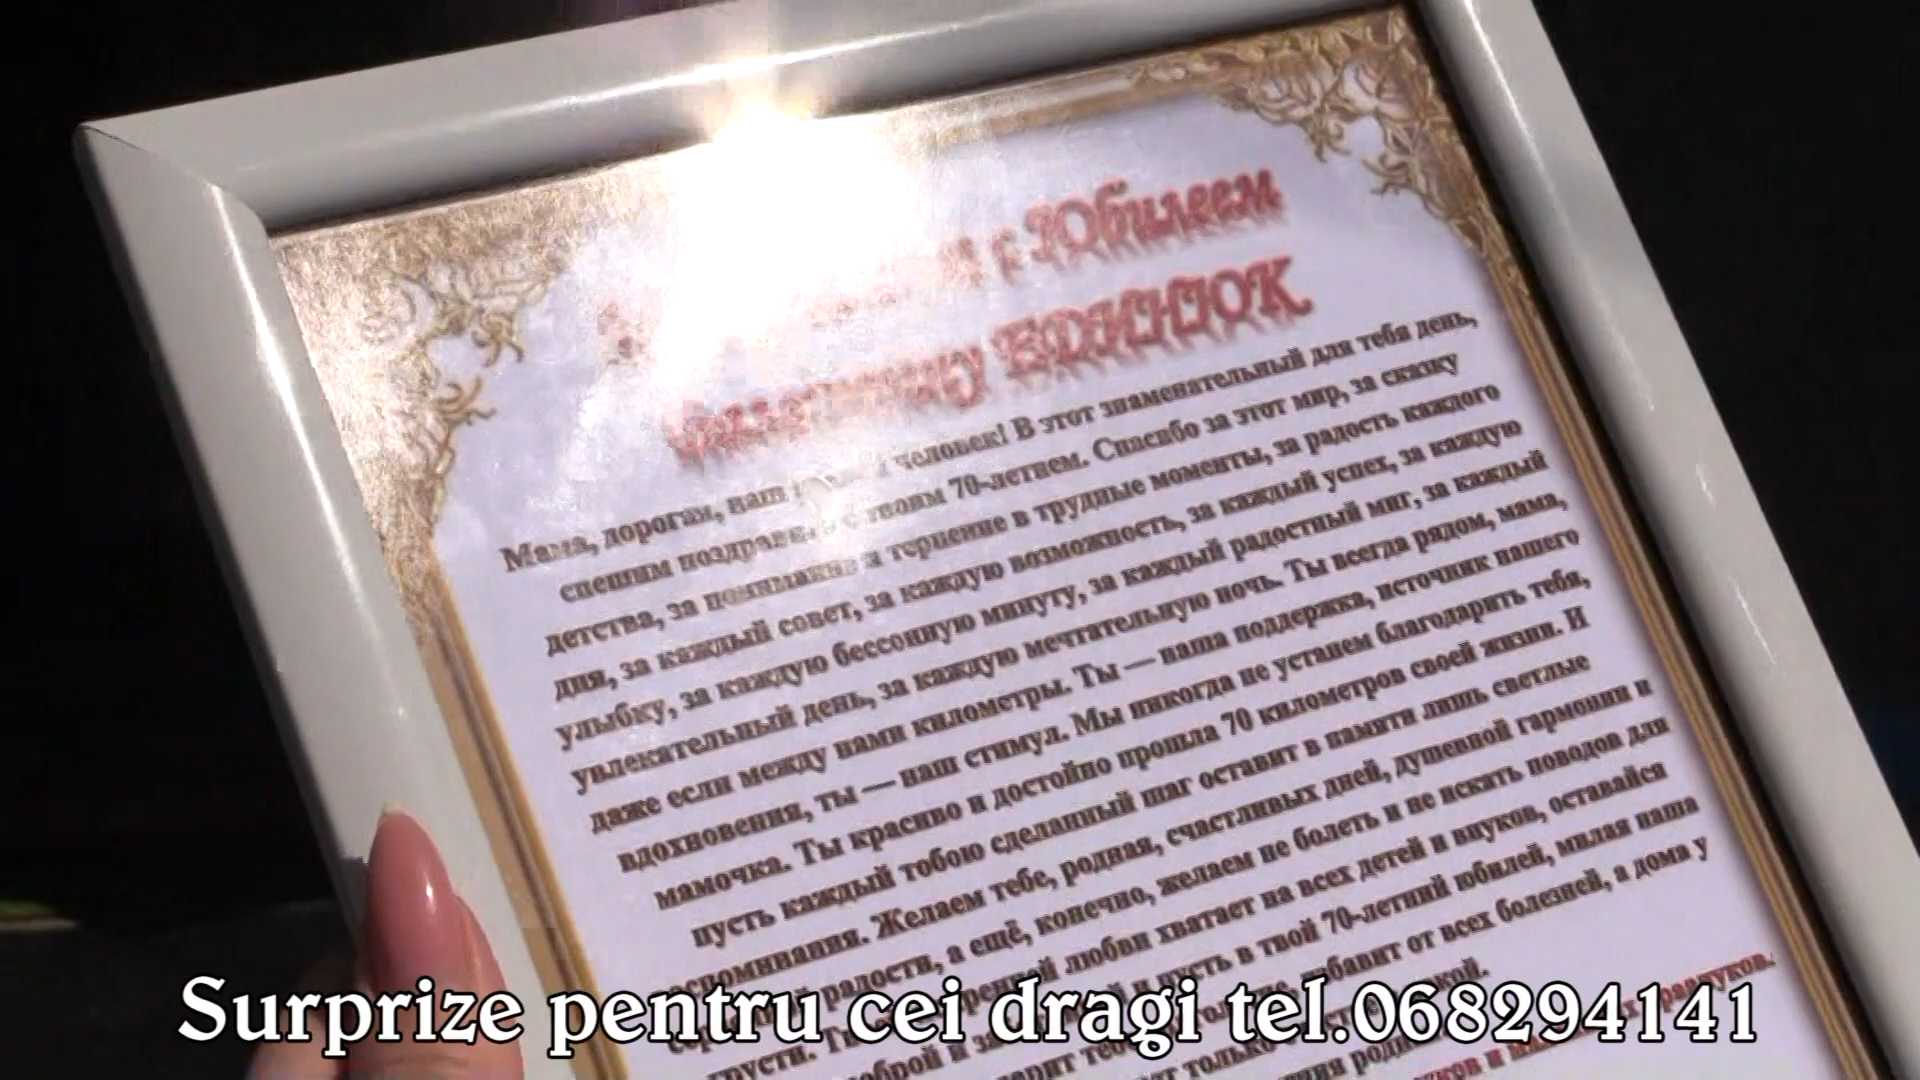 с Юбилеем
ЕДИНЮК
Мама, дорогая, наш человек! В этот знаменательный для тебя день,
спешим поздравить с твоим 70-летием. Спасибо за этот мир, за сказку
детства, за понимание и терпение в трудные моменты, за радость каждого
дня, за каждый совет, за каждую возможность, за каждый успех, за каждую
улыбку, за каждую бессонную минуту, за каждый радостный миг, за каждый
увлекательный день, за каждую мечтательную ночь. Ты всегда рядом, мама,
даже если между нами километры. Ты — наша поддержка, источник нашего
вдохновения, ты — наш стимул. Мы никогда не устанем благодарить тебя,
мамочка. Ты красиво и достойно прошла 70 километров своей жизни. И
пусть каждый тобою сделанный шаг оставит в памяти лишь светлые
воспоминания. Желаем тебе, родная, счастливых дней, душевной гармонии и
радости, а ещё, конечно, желаем не болеть и не искать поводов для
грусти. любви хватает на всех детей и внуков, оставайся
доброй и и пусть в твой 70-летний юбилей, милая наша
от всех болезней, а дома у
только
правнуков.
Surprize pentru cei dragi tel.068294141